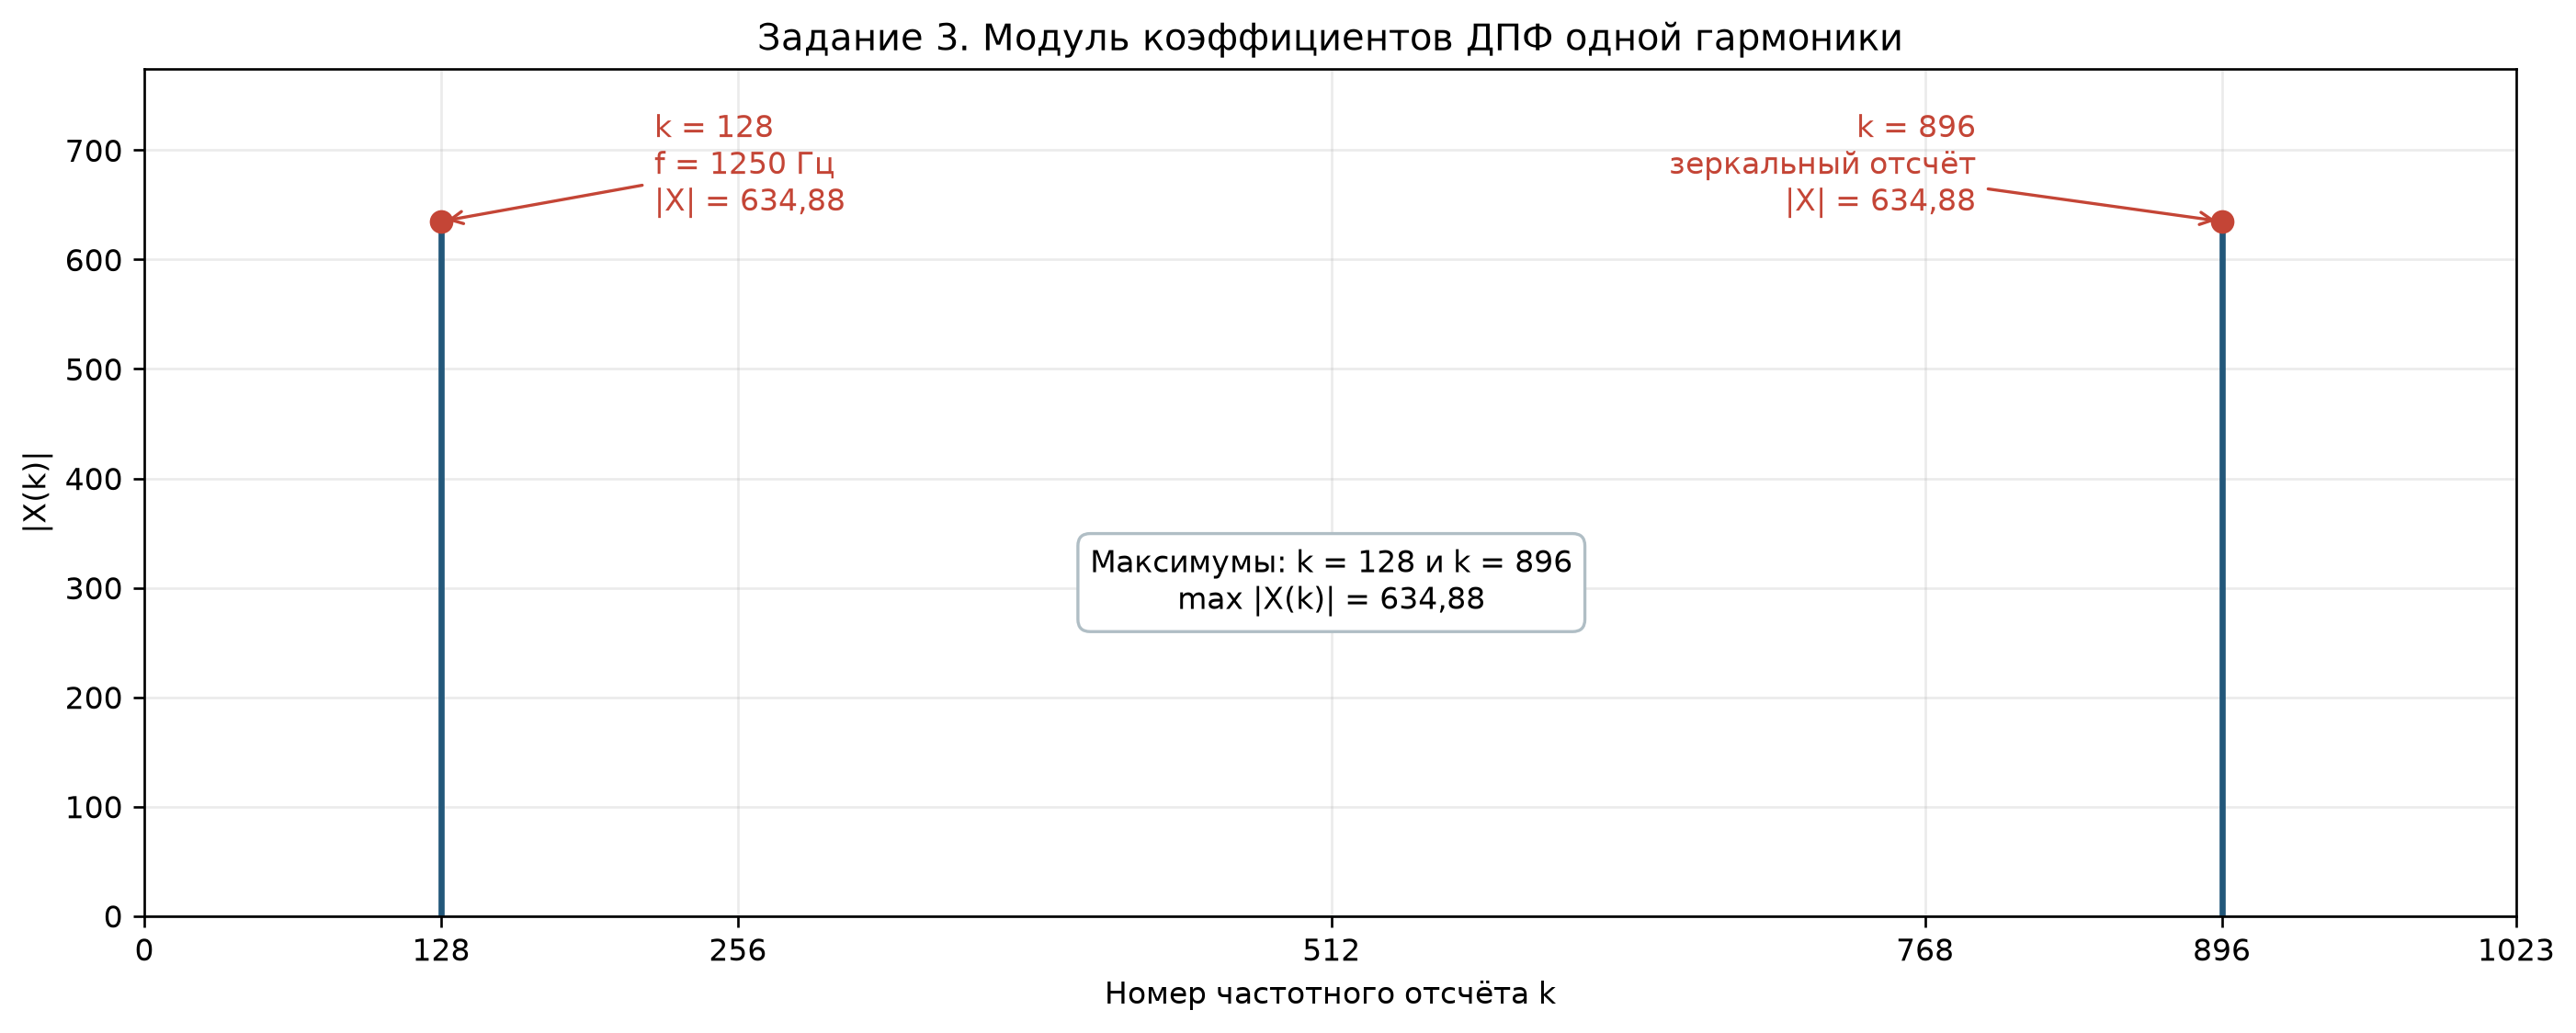 Задание 3. Модуль коэффициентов ДПФ одной гармоники
k = 128
f = 1250 Гц
|X| = 634,88
k = 896
зеркальный отсчёт
|X| = 634,88
700
600
500
400
300
200
100
0
|X(k)|
Максимумы: k = 128 и k = 896
max |X(k)| = 634,88
0
128
256
512
768
896
1023
Номер частотного отсчёта k